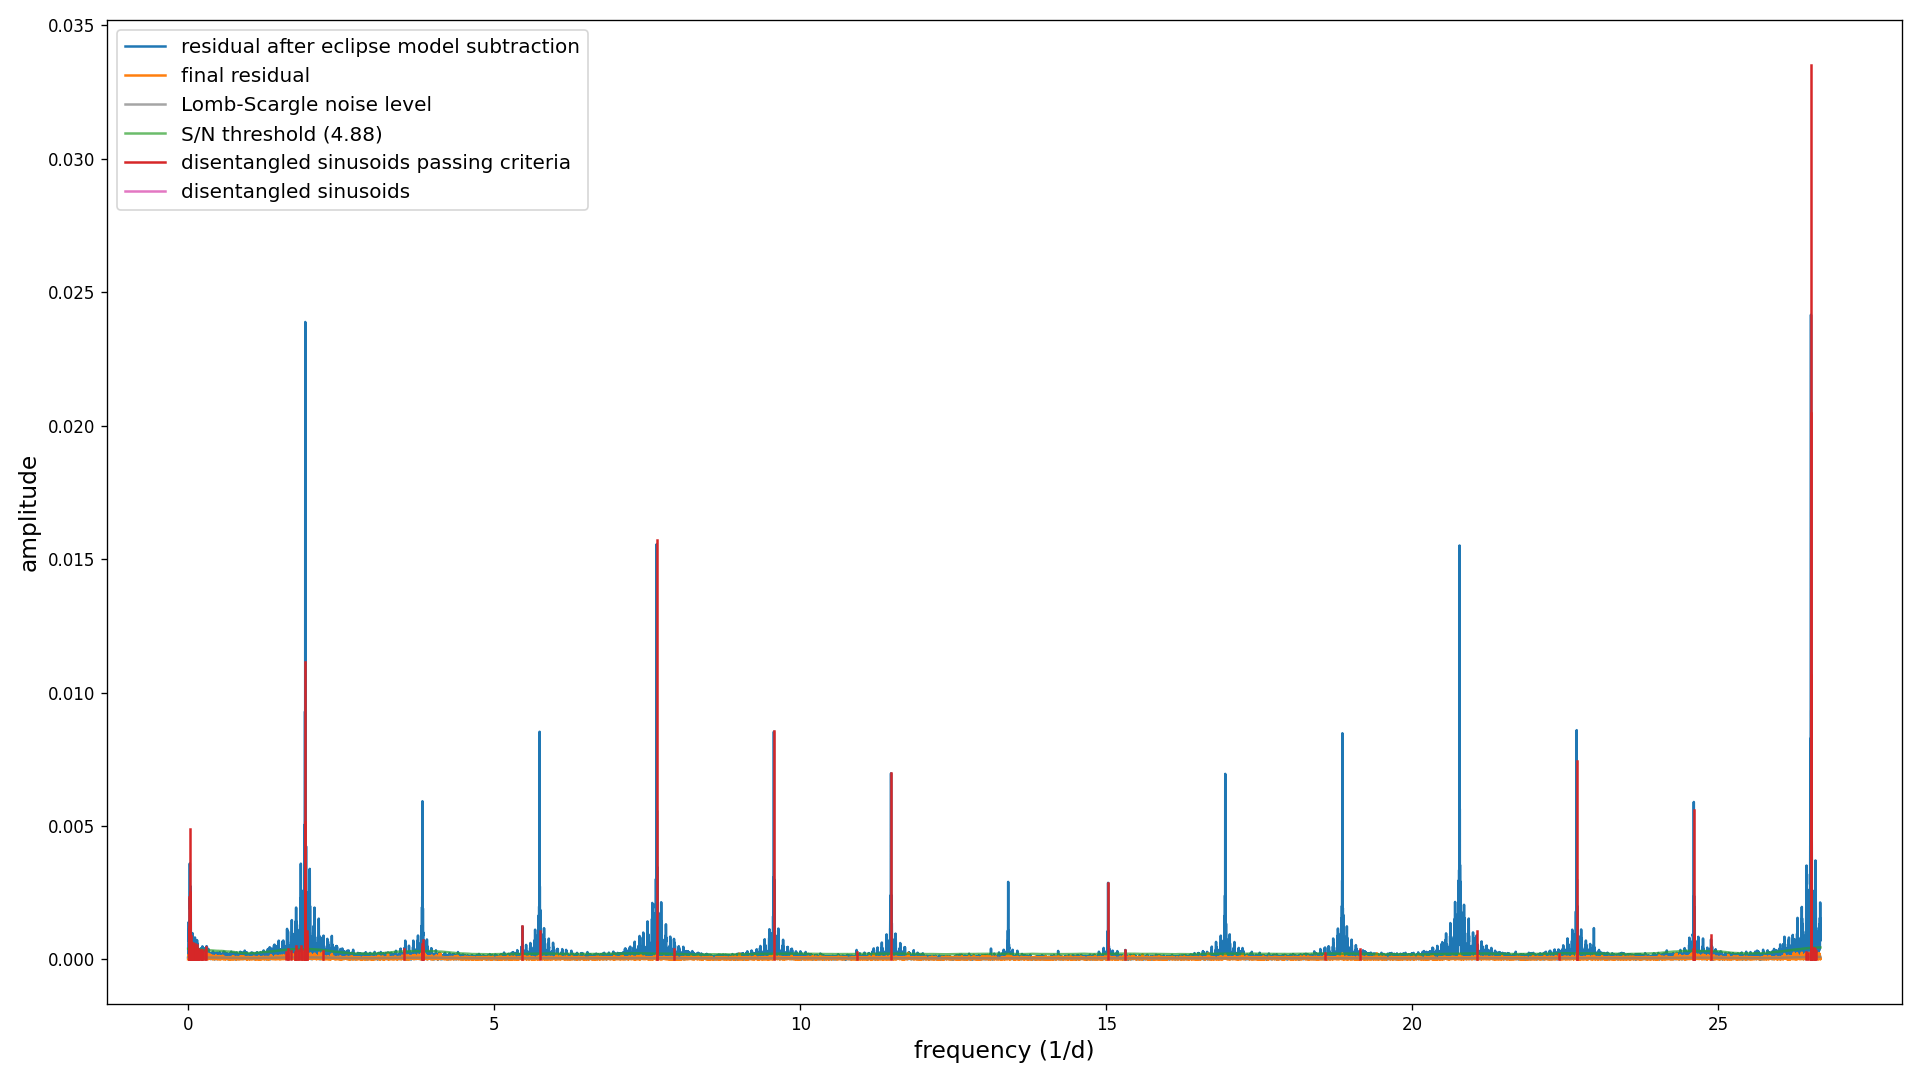 0.035
0.030
0.025
0.020
0.015
0.010
0.005
0.000
amplitude
residual after eclipse model subtraction
final residual
Lomb-Scargle noise level
S/N threshold (4.88)
disentangled sinusoids passing criteria
disentangled sinusoids
0 5 10 15 20 25
frequency (1/d)